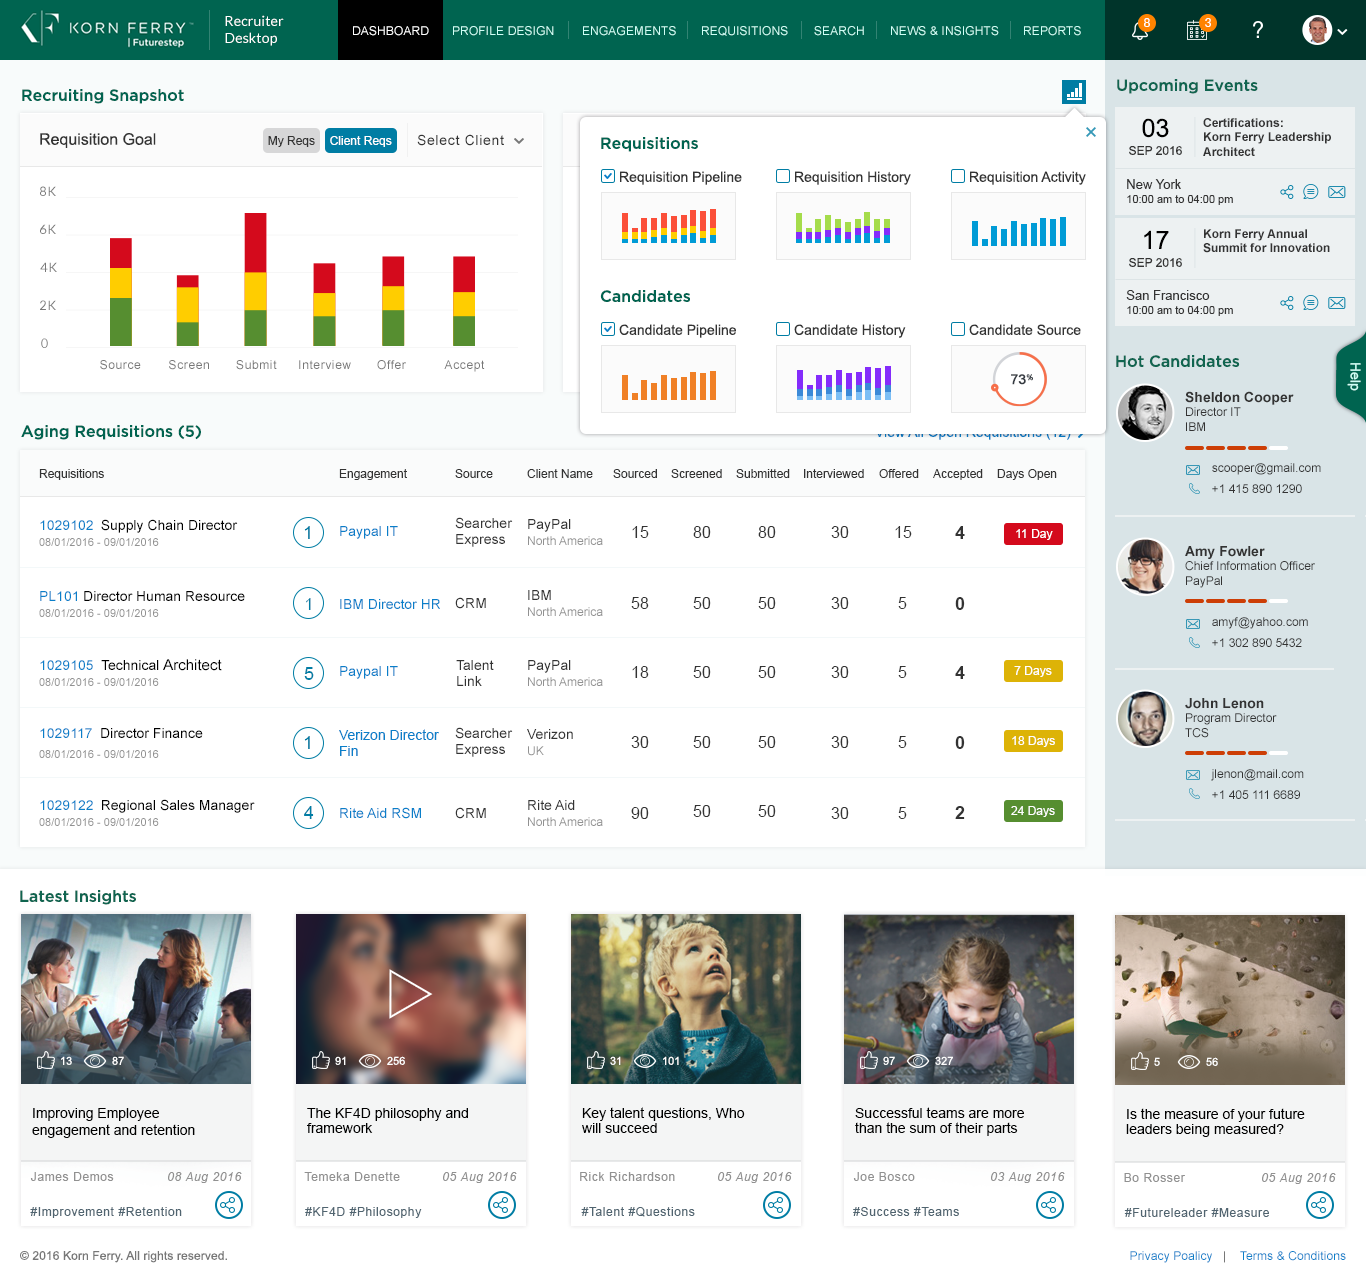 KORN FERRY™
| Futurestep
Recruiter
Desktop
DASHBOARD
PROFILE DESIGN
ENGAGEMENTS
REQUISITIONS
SEARCH
NEWS & INSIGHTS
REPORTS
8
3
?
Recruiting Snapshot
Requisition Goal
My Reqs
Client Reqs
Select Client
8K
6K
4K
2K
0
Source Screen Submit Interview Offer Accept
Requisitions
Requisition Pipeline
Requisition History
Requisition Activity
Candidates
Candidate Pipeline
Candidate History
Candidate Source
73%
Aging Requisitions (5)
View All Open Requisitions (12)
Requisitions Engagement Source Client Name Sourced Screened Submitted Interviewed Offered Accepted Days Open
1029102 Supply Chain Director
08/01/2016 - 09/01/2016
1
Paypal IT
Searcher
Express
PayPal
North America
15 80 80 30 15 4 11 Day
PL101 Director Human Resource
08/01/2016 - 09/01/2016
1
IBM Director HR
CRM
IBM
North America
58 50 50 30 5 0
1029105 Technical Architect
08/01/2016 - 09/01/2016
5
Paypal IT
Talent
Link
PayPal
North America
18 50 50 30 5 4 7 Days
1029117 Director Finance
08/01/2016 - 09/01/2016
1
Verizon Director
Fin
Searcher
Express
Verizon
UK
30 50 50 30 5 0 18 Days
1029122 Regional Sales Manager
08/01/2016 - 09/01/2016
4
Rite Aid RSM
CRM
Rite Aid
North America
90 50 50 30 5 2 24 Days
Upcoming Events
03
SEP 2016
Certifications:
Korn Ferry Leadership
Architect
New York
10:00 am to 04:00 pm
17
SEP 2016
Korn Ferry Annual
Summit for Innovation
San Francisco
10:00 am to 04:00 pm
Help
Hot Candidates
Sheldon Cooper
Director IT
IBM
scooper@gmail.com
+1 415 890 1290
Amy Fowler
Chief Information Officer
PayPal
amyf@yahoo.com
+1 302 890 5432
John Lenon
Program Director
TCS
jlenon@mail.com
+1 405 111 6689
Latest Insights
13 87
Improving Employee
engagement and retention
James Demos 08 Aug 2016
#Improvement #Retention
91 256
The KF4D philosophy and
framework
Temeka Denette 05 Aug 2016
#KF4D #Philosophy
31 101
Key talent questions, Who
will succeed
Rick Richardson 05 Aug 2016
#Talent #Questions
97 327
Successful teams are more
than the sum of their parts
Joe Bosco 03 Aug 2016
#Success #Teams
5 56
Is the measure of your future
leaders being measured?
Bo Rosser 05 Aug 2016
#Futureleader #Measure
© 2016 Korn Ferry. All rights reserved.
Privacy Poalicy | Terms & Conditions